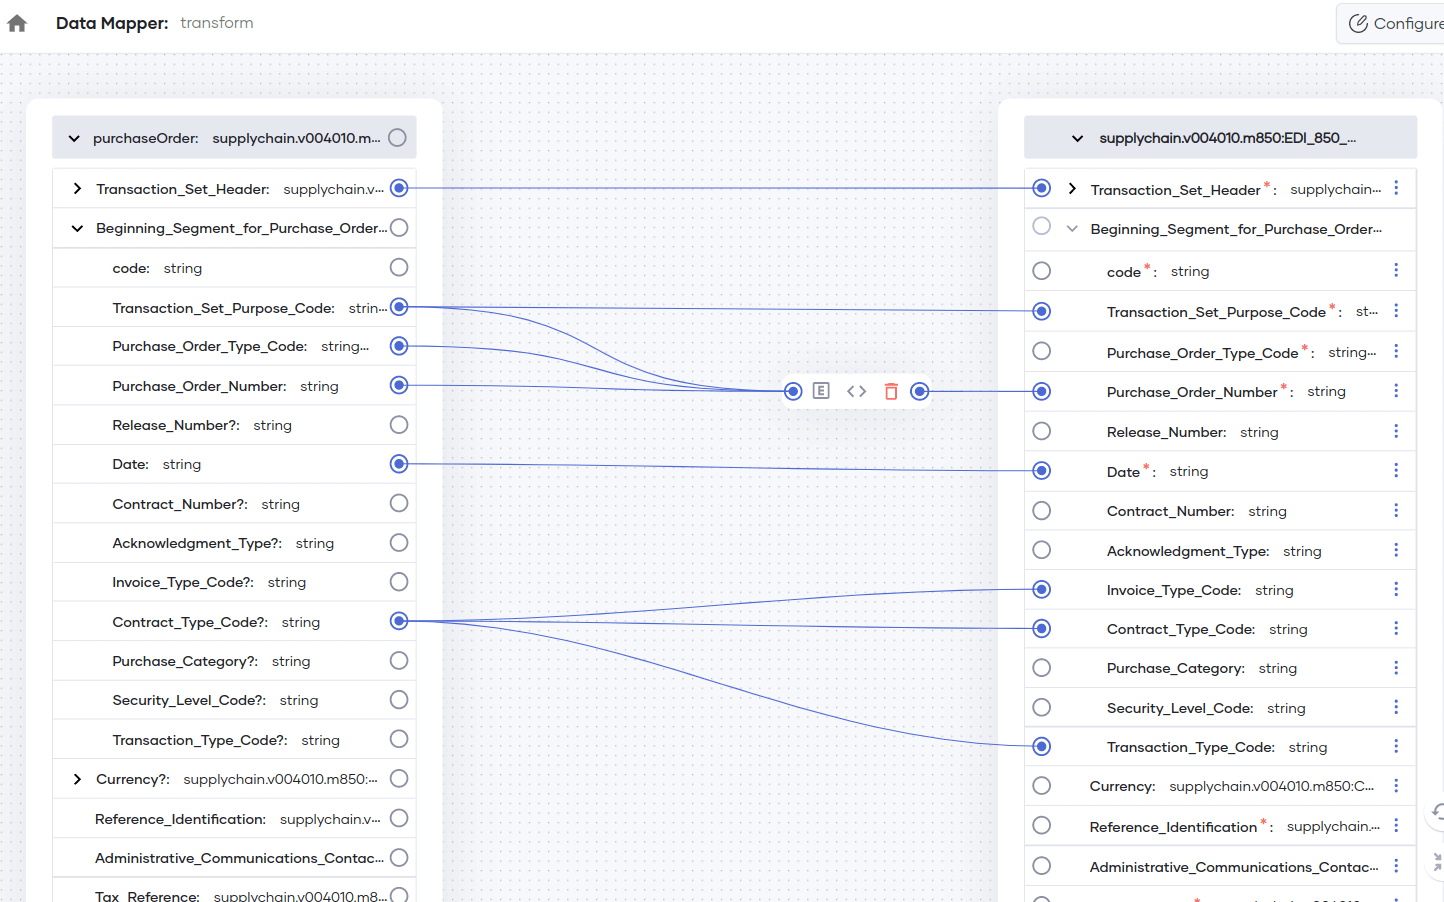 Data Mapper: transform
Configure
purchaseOrder: supplychain.v004010.m...
Transaction_Set_Header: supplychain.v...
Beginning_Segment_for_Purchase_Order...
code: string
Transaction_Set_Purpose_Code: strin...
Purchase_Order_Type_Code: string...
Purchase_Order_Number: string
Release_Number?: string
Date: string
Contract_Number?: string
Acknowledgment_Type?: string
Invoice_Type_Code?: string
Contract_Type_Code?: string
Purchase_Category?: string
Security_Level_Code?: string
Transaction_Type_Code?: string
Currency?: supplychain.v004010.m850:...
Reference_Identification: supplychain.v...
Administrative_Communications_Contac...
Tax_Reference: supplychain.v004010.m8...
E
supplychain.v004010.m850:EDI_850_...
Transaction_Set_Header*: supplychain...
Beginning_Segment_for_Purchase_Order...
code*: string
Transaction_Set_Purpose_Code*: st...
Purchase_Order_Type_Code*: string...
Purchase_Order_Number*: string
Release_Number: string
Date*: string
Contract_Number: string
Acknowledgment_Type: string
Invoice_Type_Code: string
Contract_Type_Code: string
Purchase_Category: string
Security_Level_Code: string
Transaction_Type_Code: string
Currency: supplychain.v004010.m850:C...
Reference_Identification*: supplychain....
Administrative_Communications_Contac...